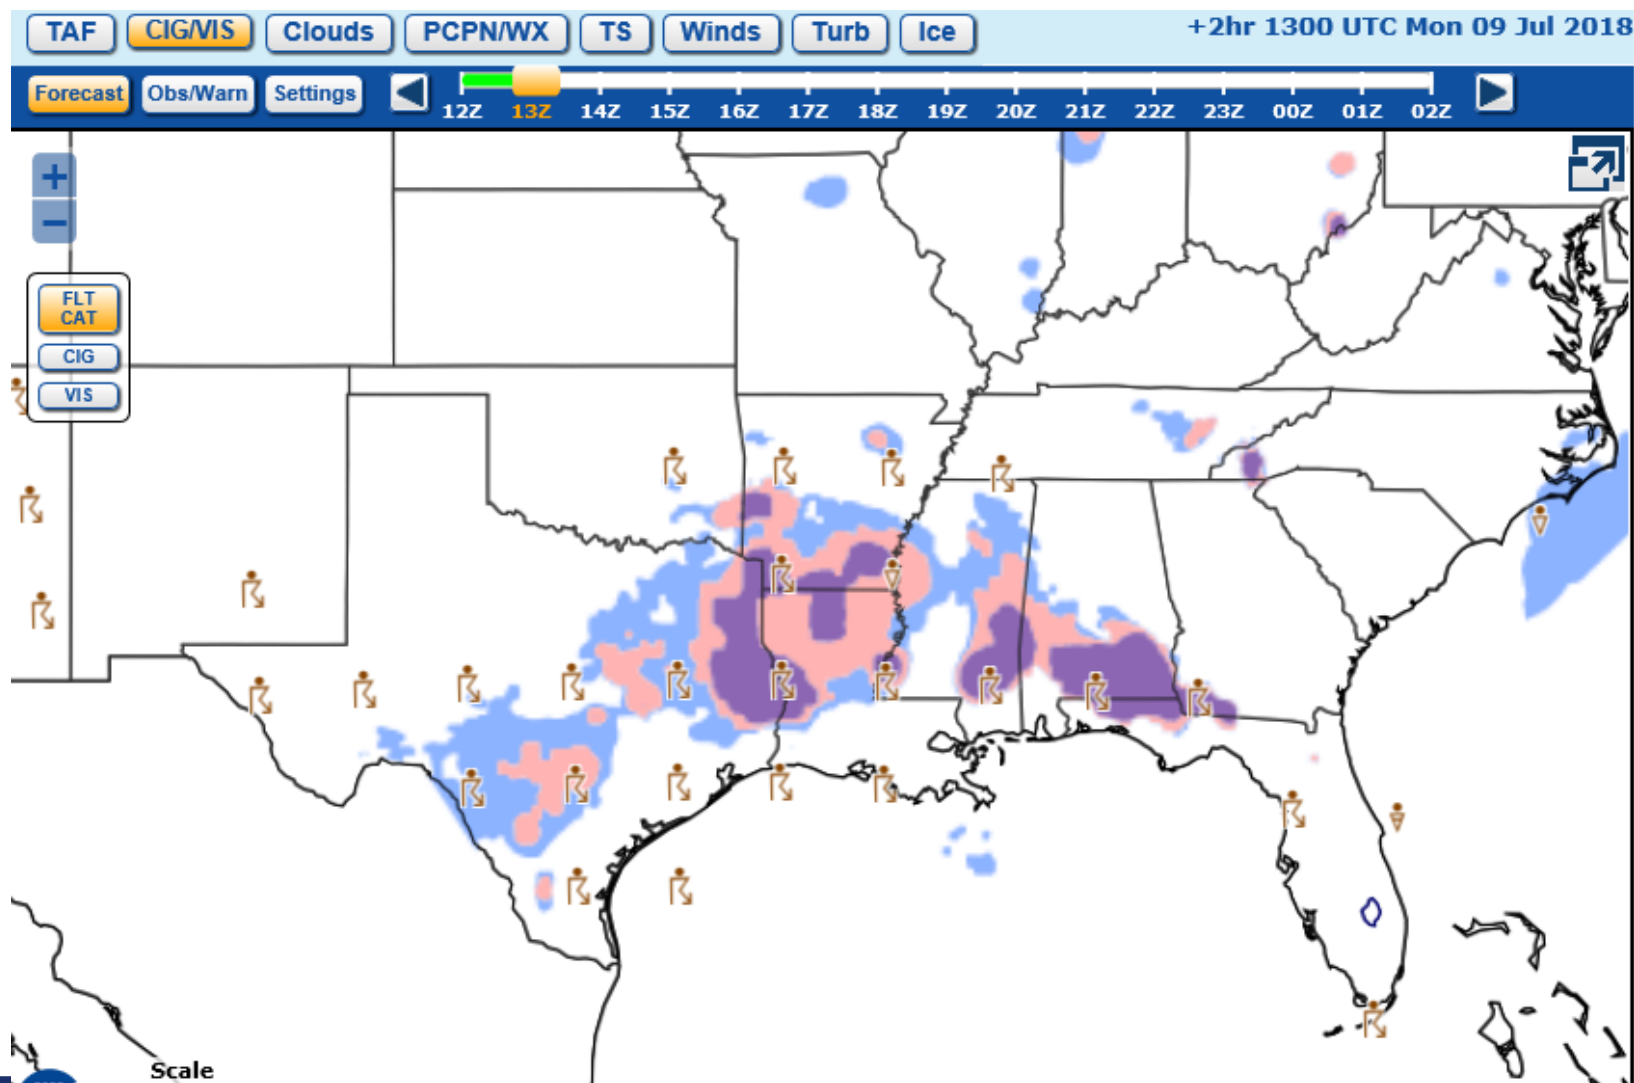 TAF CIG/VIS Clouds PCPN/WX TS Winds Turb Ice +2hr 1300 UTC Mon 09 Jul 2018
Forecast Obs/Warn Settings
12Z 13Z 14Z 15Z 16Z 17Z 18Z 19Z 20Z 21Z 22Z 23Z 00Z 01Z 02Z
+
−
FLT
CAT
CIG
VIS
Scale